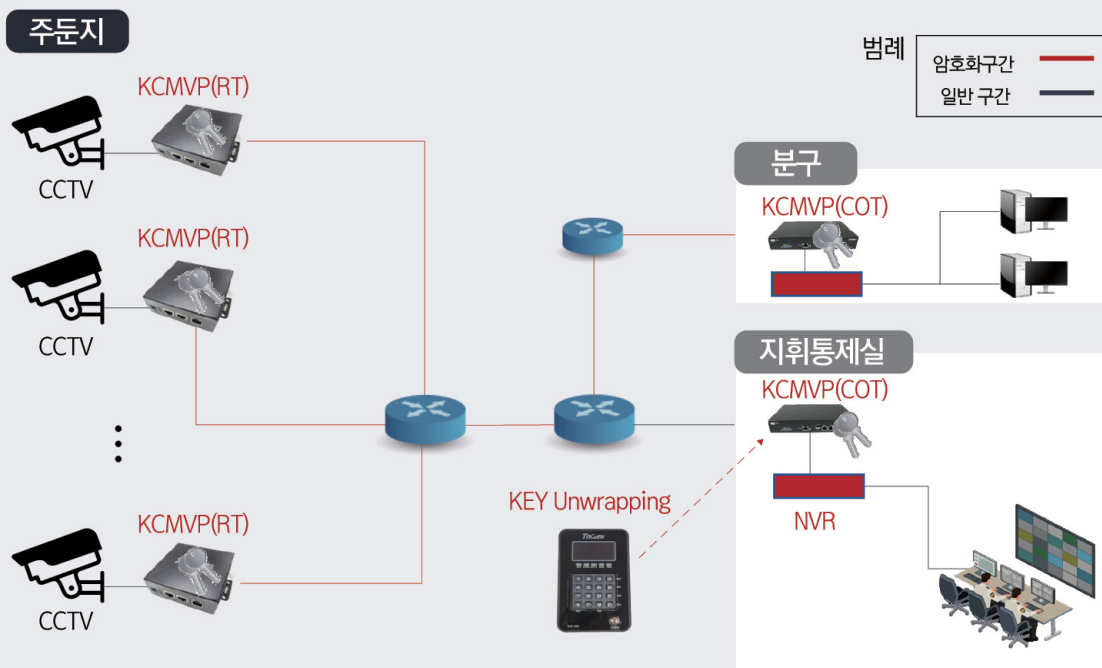 주둔지
범례
암호화구간
일반 구간
KCMVP(RT)
CCTV
KCMVP(RT)
CCTV
KCMVP(RT)
CCTV
분구
KCMVP(COT)
지휘통제실
KCMVP(COT)
KEY Unwrapping
NVR